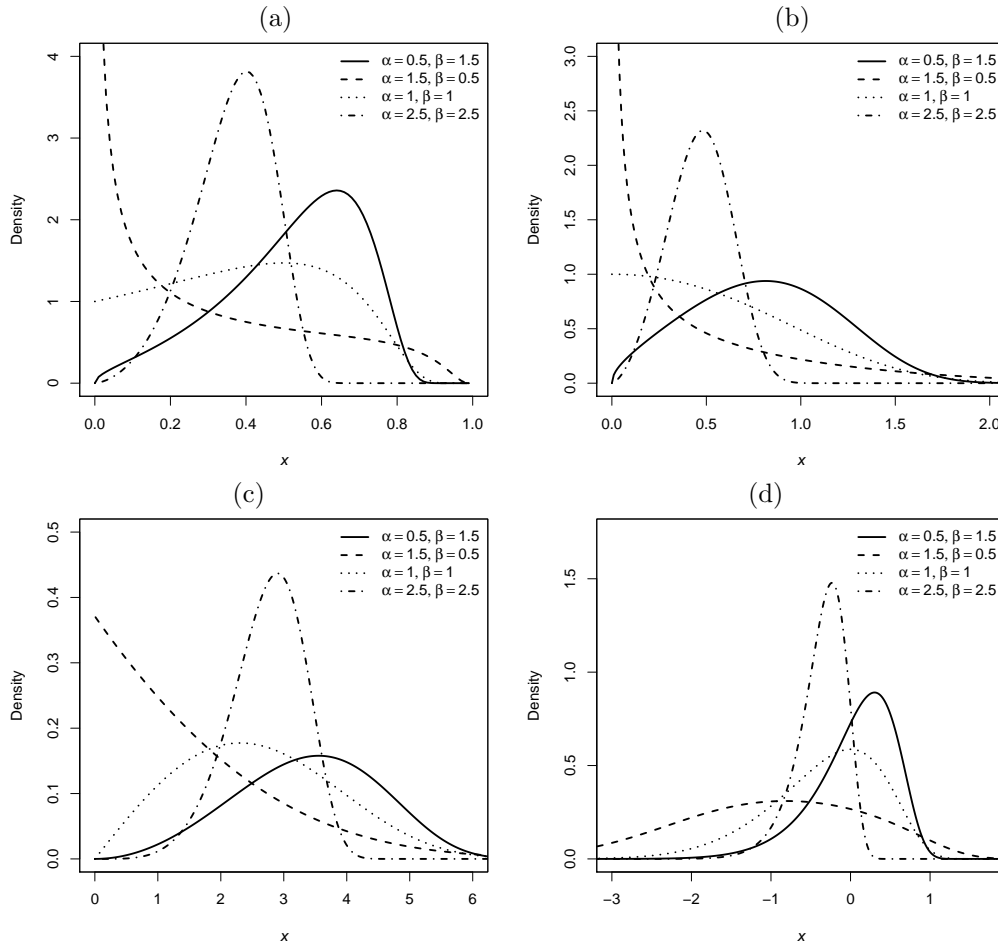 (a)
α = 0.5, β = 1.5
α = 1.5, β = 0.5
α = 1, β = 1
α = 2.5, β = 2.5
Density
0 1 2 3 4
0.0 0.2 0.4 0.6 0.8 1.0
x
(b)
α = 0.5, β = 1.5
α = 1.5, β = 0.5
α = 1, β = 1
α = 2.5, β = 2.5
Density
0.0 0.5 1.0 1.5 2.0 2.5 3.0
0.0 0.5 1.0 1.5 2.0
x
(c)
α = 0.5, β = 1.5
α = 1.5, β = 0.5
α = 1, β = 1
α = 2.5, β = 2.5
Density
0.0 0.1 0.2 0.3 0.4 0.5
0 1 2 3 4 5 6
x
(d)
α = 0.5, β = 1.5
α = 1.5, β = 0.5
α = 1, β = 1
α = 2.5, β = 2.5
Density
0.0 0.5 1.0 1.5
−3 −2 −1 0 1
x